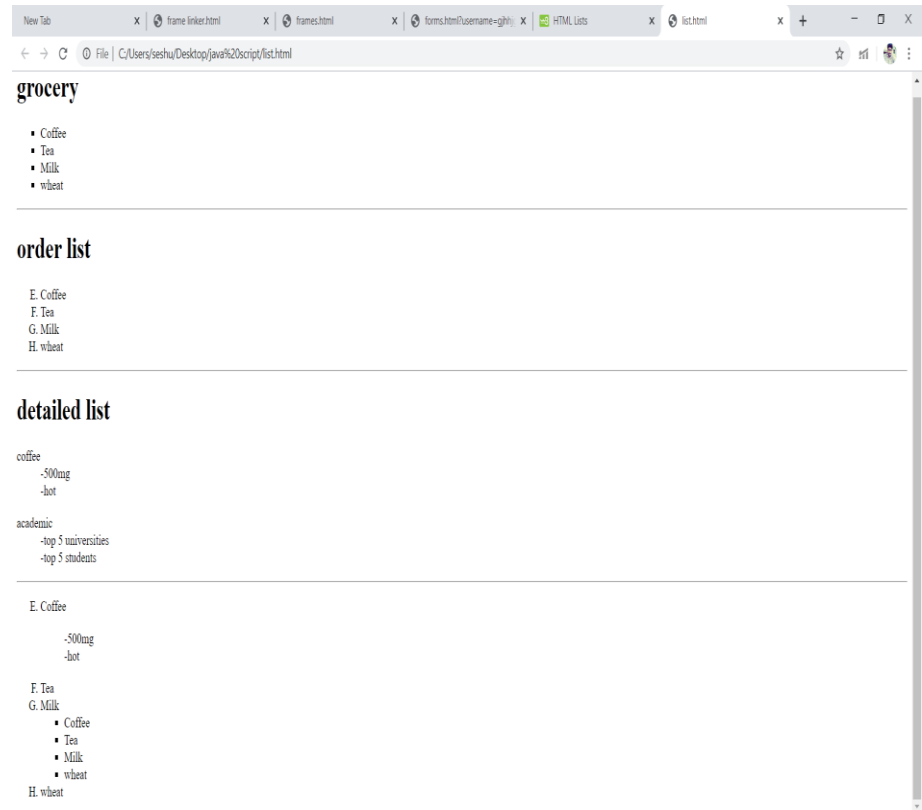 New Tab
frame linker.html
frames.html
forms.html?username=gjhhj
HTML Lists
list.html
File | C:/Users/seshu/Desktop/java%20script/list.html
grocery
Coffee
Tea
Milk
wheat
order list
E. Coffee
F. Tea
G. Milk
H. wheat
detailed list
coffee
-500mg
-hot
academic
-top 5 universities
-top 5 students
E. Coffee
-500mg
-hot
F. Tea
G. Milk
Coffee
Tea
Milk
wheat
H. wheat